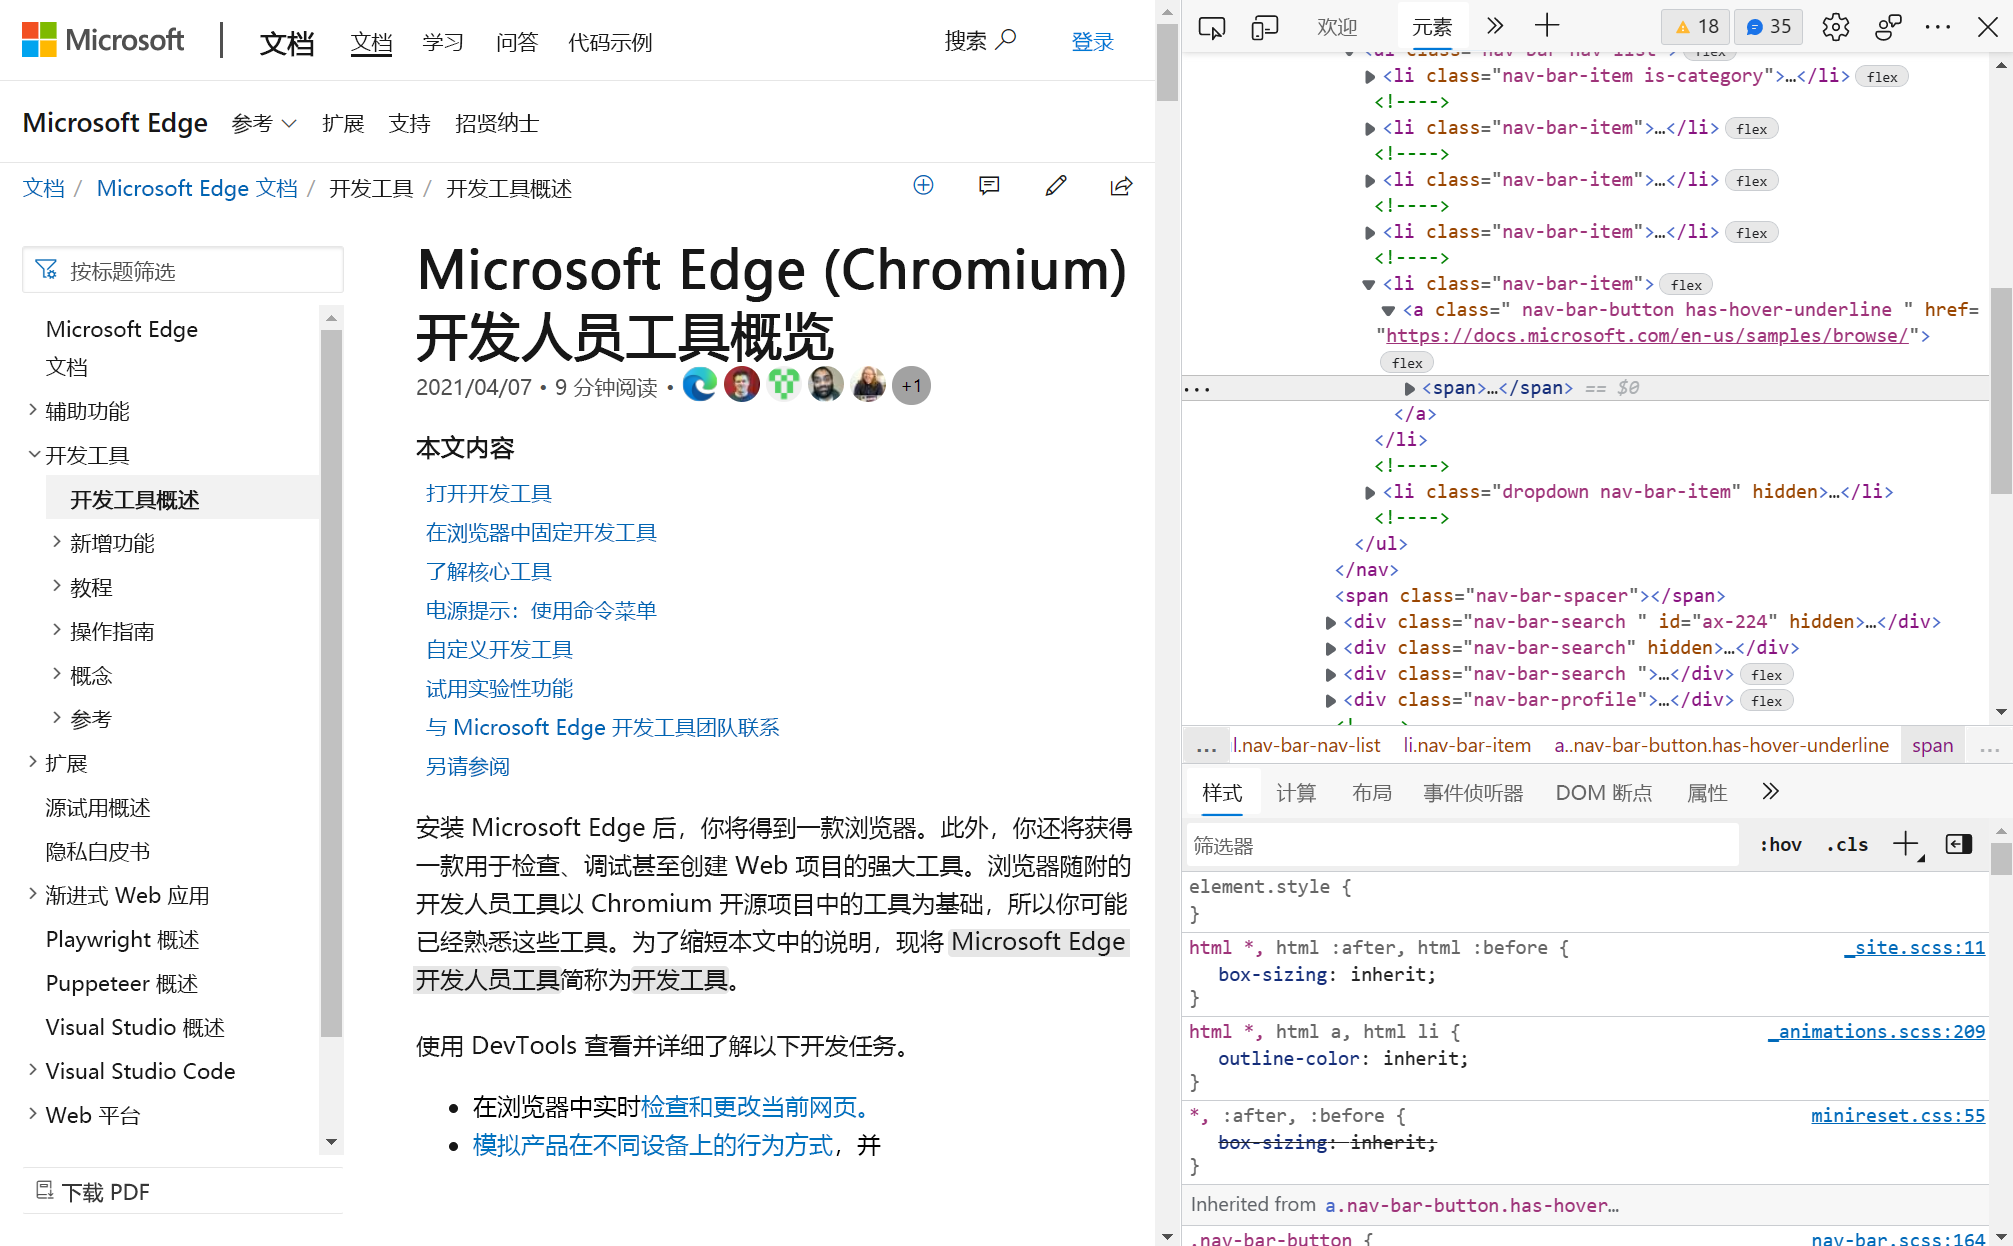 Microsoft | 文档 文档 学习 问答 代码示例 搜索 登录
Microsoft Edge 参考 扩展 支持 招贤纳士
文档 / Microsoft Edge 文档 / 开发工具 / 开发工具概述
按标题筛选
Microsoft Edge
文档
辅助功能
开发工具
开发工具概述
新增功能
教程
操作指南
概念
参考
扩展
源试用概述
隐私白皮书
渐进式 Web 应用
Playwright 概述
Puppeteer 概述
Visual Studio 概述
Visual Studio Code
Web 平台
下载 PDF
Microsoft Edge (Chromium)
开发人员工具概览
2021/04/07 • 9 分钟阅读 • +1
本文内容
打开开发工具
在浏览器中固定开发工具
了解核心工具
电源提示：使用命令菜单
自定义开发工具
试用实验性功能
与 Microsoft Edge 开发工具团队联系
另请参阅
安装 Microsoft Edge 后，你将得到一款浏览器。此外，你还将获得
一款用于检查、调试甚至创建 Web 项目的强大工具。浏览器随附的
开发人员工具以 Chromium 开源项目中的工具为基础，所以你可能
已经熟悉这些工具。为了缩短本文中的说明，现将 Microsoft Edge
开发人员工具简称为开发工具。
使用 DevTools 查看并详细了解以下开发任务。
• 在浏览器中实时检查和更改当前网页。
• 模拟产品在不同设备上的行为方式，并
欢迎 元素 18 35
<ul class="nav-bar-nav-list"> flex
<li class="nav-bar-item is-category">…</li> flex
<!---->
<li class="nav-bar-item">…</li> flex
<!---->
<li class="nav-bar-item">…</li> flex
<!---->
<li class="nav-bar-item">…</li> flex
<!---->
<li class="nav-bar-item"> flex
<a class=" nav-bar-button has-hover-underline " href=
"https://docs.microsoft.com/en-us/samples/browse/">
flex
… <span>…</span> == $0
</a>
</li>
<!---->
<li class="dropdown nav-bar-item" hidden>…</li>
<!---->
</ul>
</nav>
<span class="nav-bar-spacer"></span>
<div class="nav-bar-search " id="ax-224" hidden>…</div>
<div class="nav-bar-search" hidden>…</div>
<div class="nav-bar-search ">…</div> flex
<div class="nav-bar-profile">…</div> flex
<!---->
… l.nav-bar-nav-list li.nav-bar-item a..nav-bar-button.has-hover-underline span …
样式 计算 布局 事件侦听器 DOM 断点 属性
筛选器 :hov .cls
element.style {
}
html *, html :after, html :before { _site.scss:11
box-sizing: inherit;
}
html *, html a, html li { _animations.scss:209
outline-color: inherit;
}
*, :after, :before { minireset.css:55
box-sizing: inherit;
}
Inherited from a.nav-bar-button.has-hover…
.nav-bar-button { nav-bar.scss:164